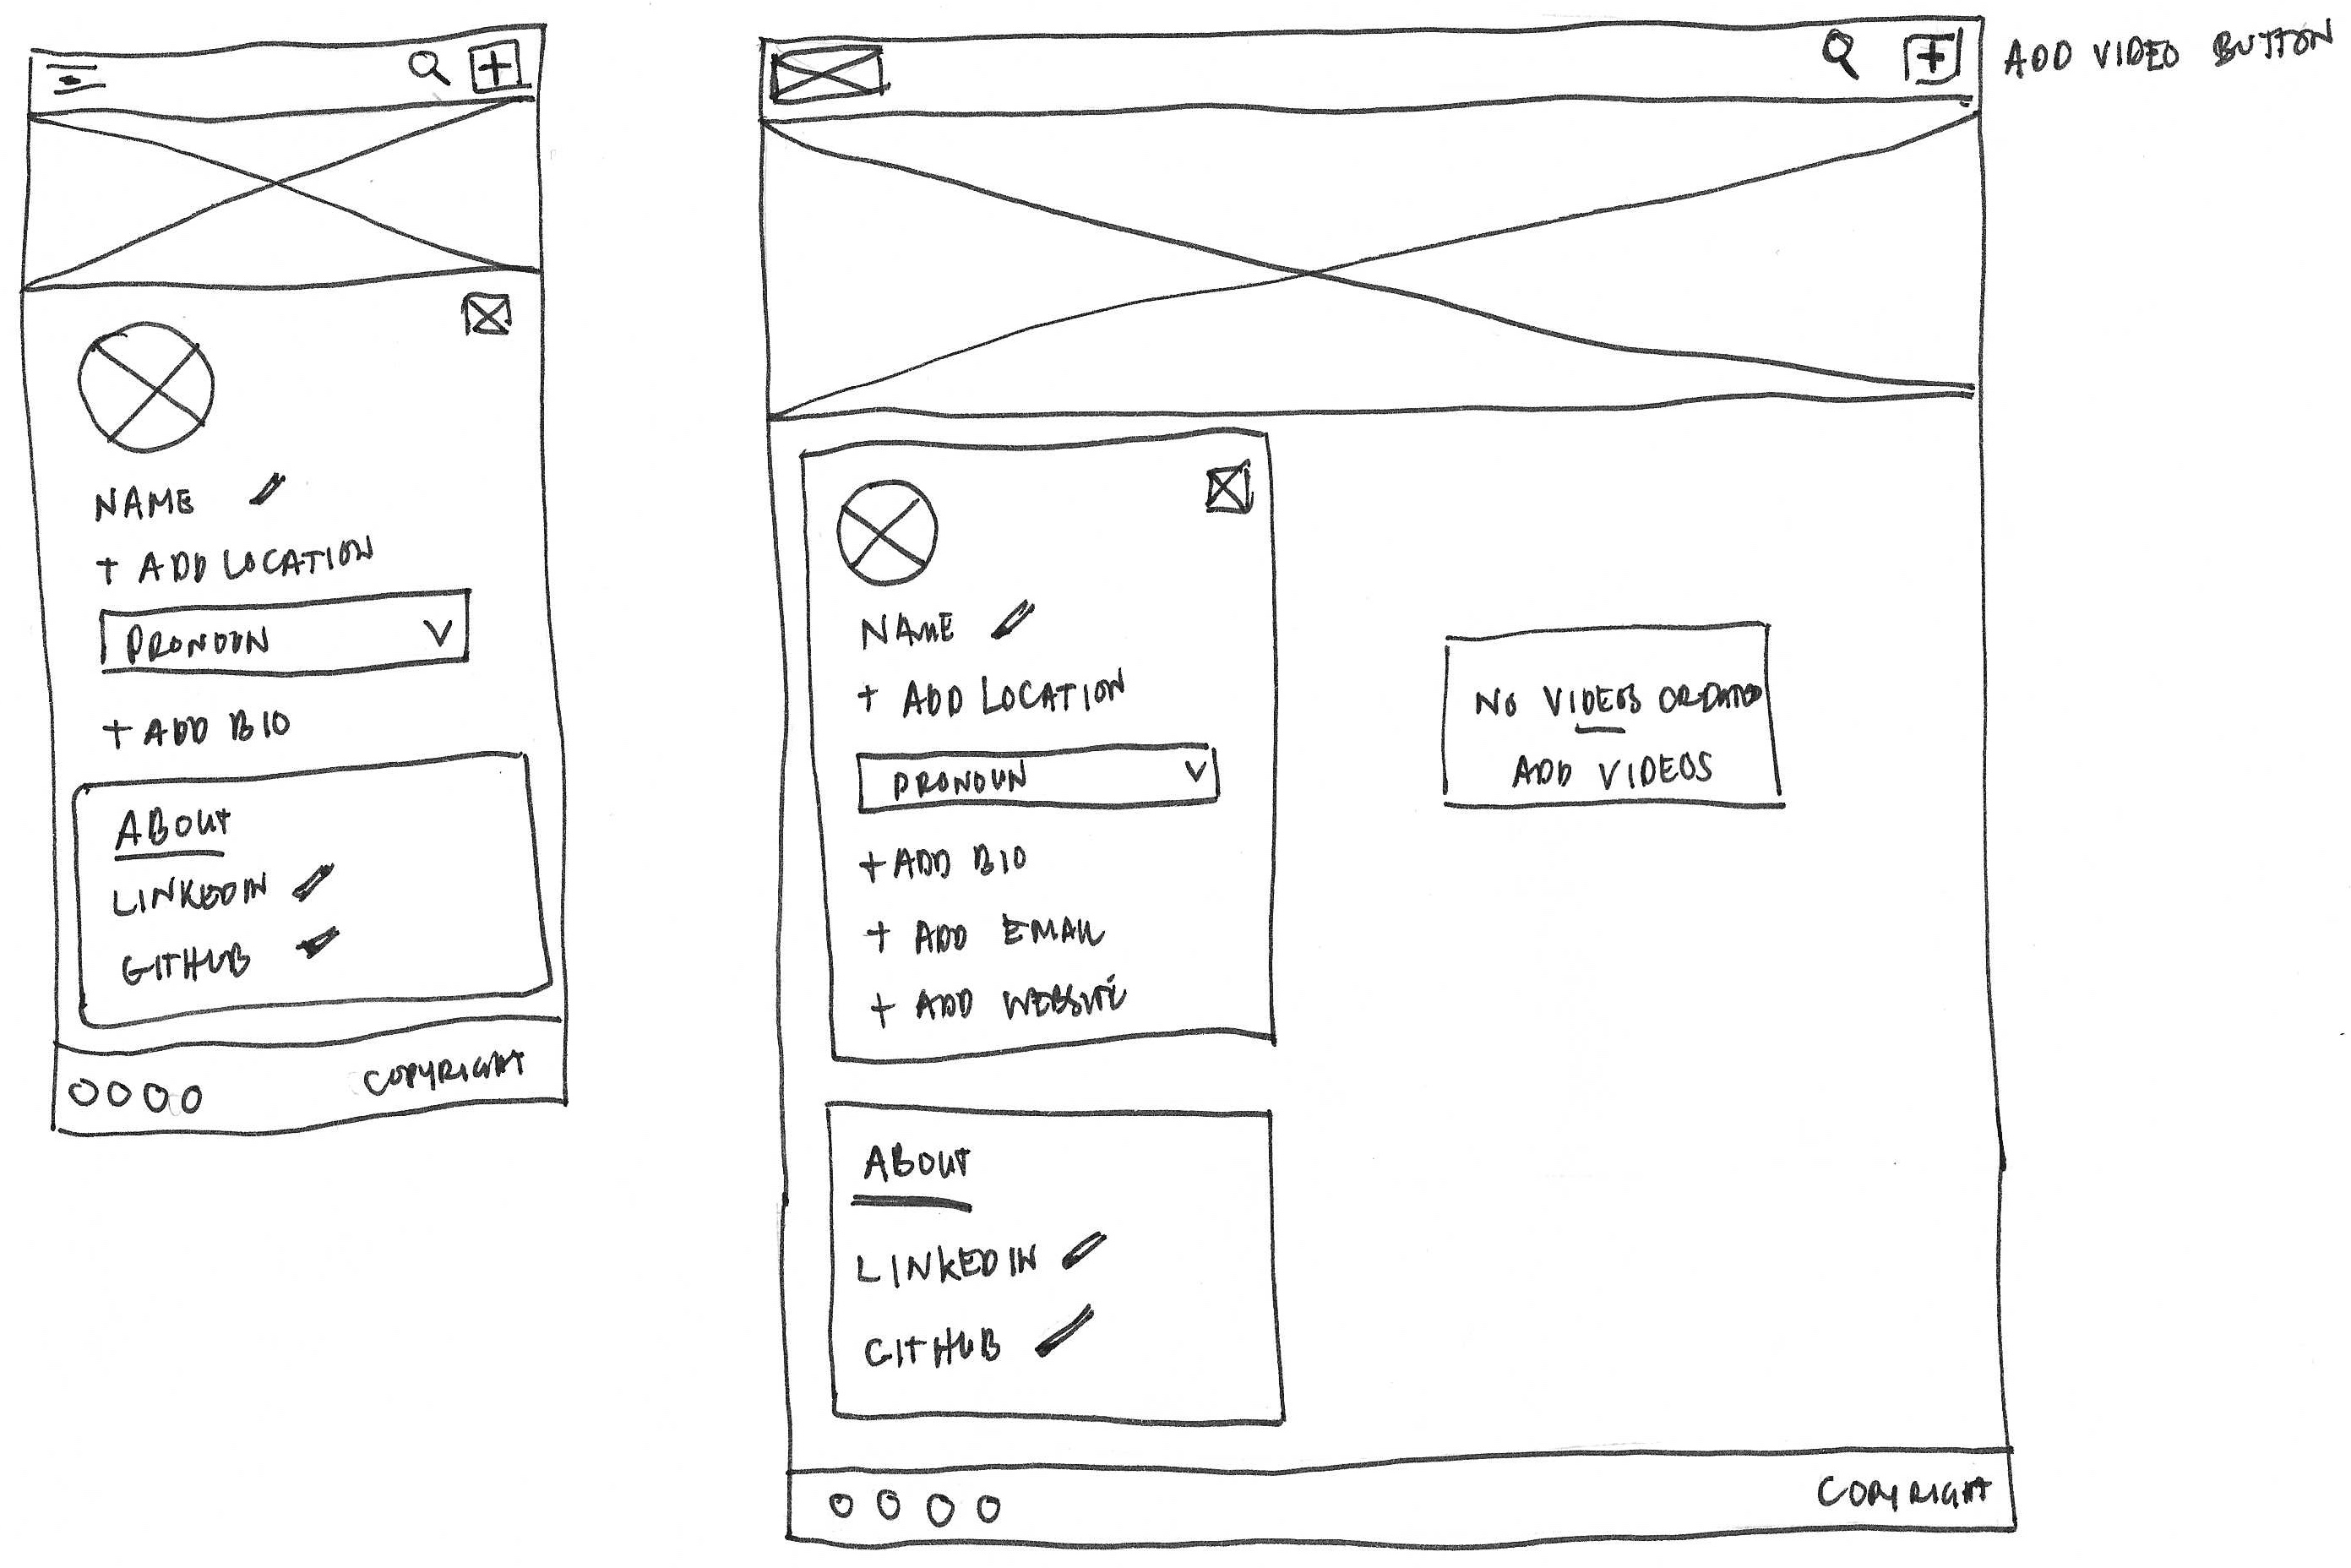 NAME
+ ADD LOCATION
PRONOUN
+ ADD BIO
ABOUT
LINKEDIN
GITHUB
COPYRIGHT
ADD VIDEO BUTTON
NAME
+ ADD LOCATION
PRONOUN
+ ADD BIO
+ ADD EMAIL
+ ADD WEBSITE
NO VIDEOS CREATED
ADD VIDEOS
ABOUT
LINKEDIN
GITHUB
COPYRIGHT